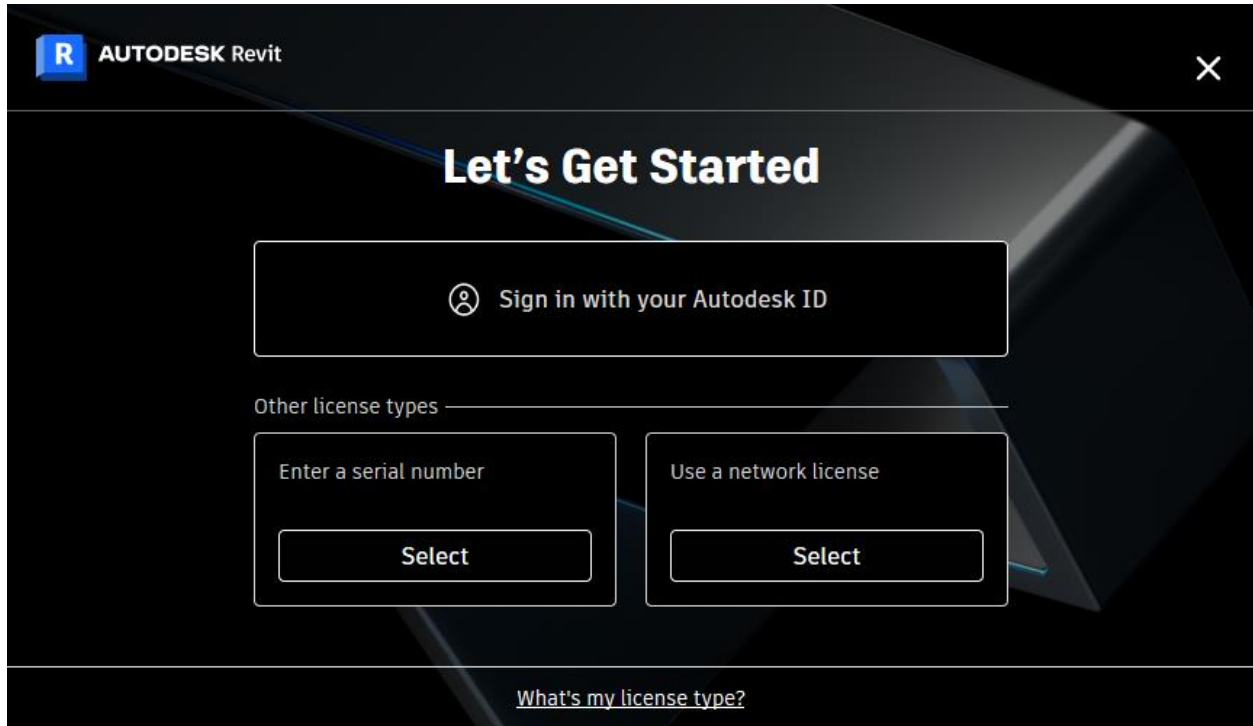 R AUTODESK Revit
Let’s Get Started
Sign in with your Autodesk ID
Other license types
Enter a serial number
Select
Use a network license
Select
What's my license type?